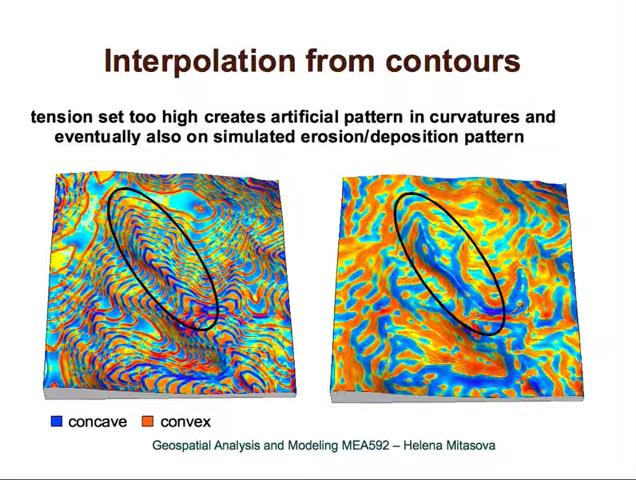 Interpolation from contours
tension set too high creates artificial pattern in curvatures and
eventually also on simulated erosion/deposition pattern
concave convex
Geospatial Analysis and Modeling MEA592 – Helena Mitasova